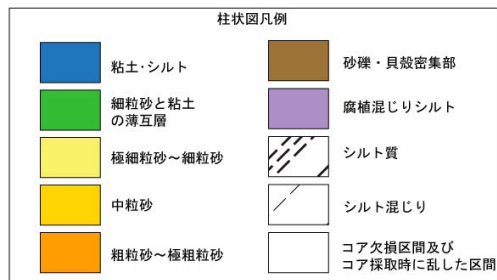 柱状図凡例
粘土・シルト
細粒砂と粘土
の薄互層
極細粒砂～細粒砂
中粒砂
粗粒砂～極粗粒砂
砂礫・貝殻密集部
腐植混じりシルト
シルト質
シルト混じり
コア欠損区間及び
コア採取時に乱した区間